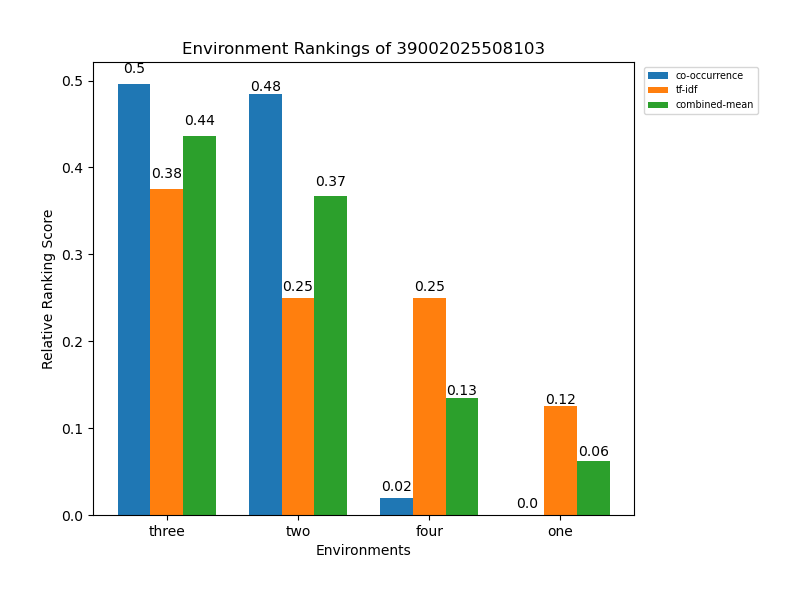 Environment Rankings of 39002025508103
co-occurrence
tf-idf
combined-mean
Relative Ranking Score
0.5
0.4
0.3
0.2
0.1
0.0
0.5
0.38
0.44
0.48
0.25
0.37
0.02
0.25
0.13
0.0
0.12
0.06
three
two
four
one
Environments